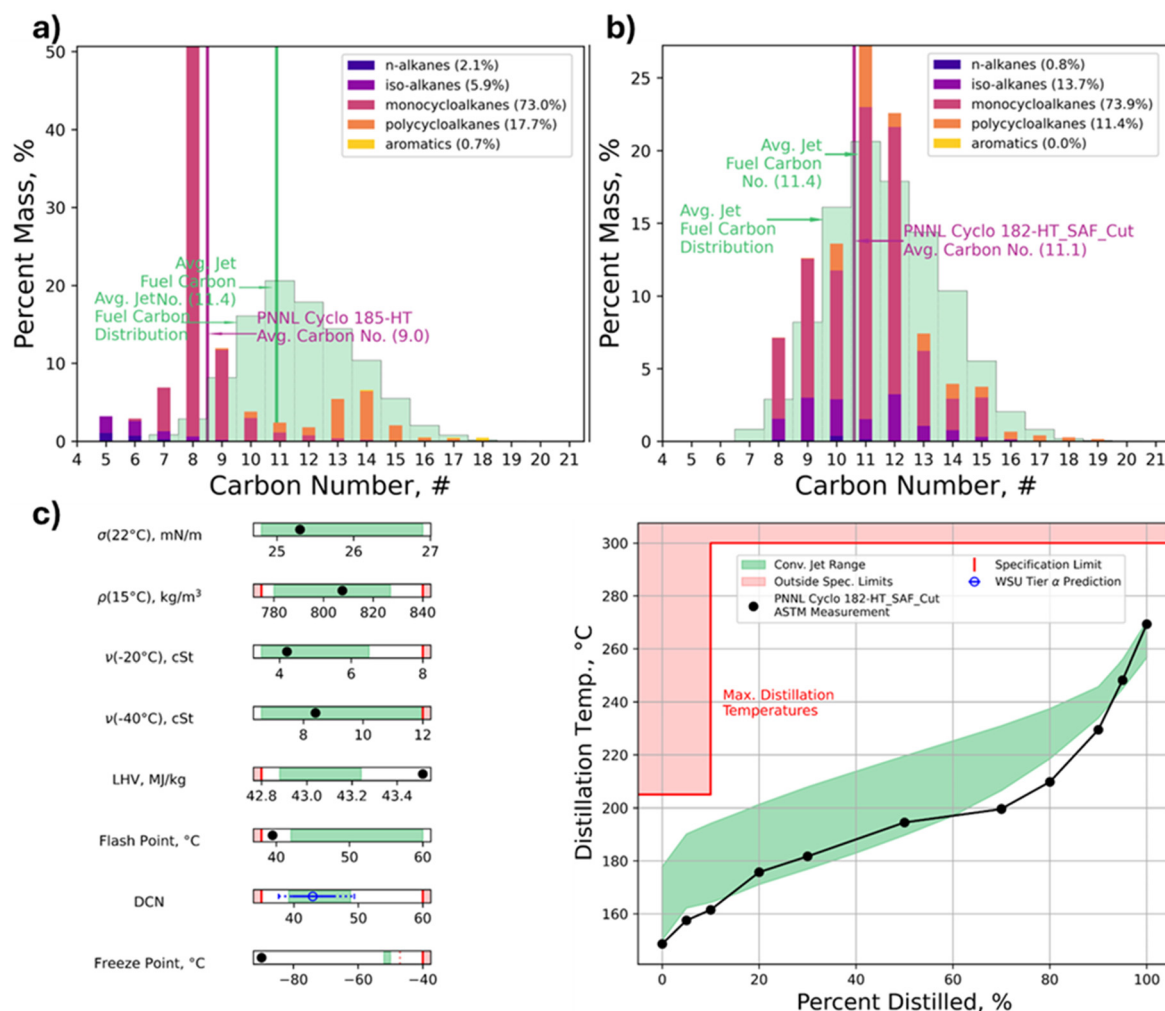 a)
50
40
30
20
10
0
Percent Mass, %
n-alkanes (2.1%)
iso-alkanes (5.9%)
monocycloalkanes (73.0%)
polycycloalkanes (17.7%)
aromatics (0.7%)
Avg. Jet
Fuel Carbon
No. (11.4)
Avg. Jet
Fuel Carbon
Distribution
PNNL Cyclo 185-HT
Avg. Carbon No. (9.0)
4 5 6 7 8 9 10 11 12 13 14 15 16 17 18 19 20 21
Carbon Number, #
b)
25
20
15
10
5
0
Percent Mass, %
n-alkanes (0.8%)
iso-alkanes (13.7%)
monocycloalkanes (73.9%)
polycycloalkanes (11.4%)
aromatics (0.0%)
Avg. Jet
Fuel Carbon
No. (11.4)
Avg. Jet
Fuel Carbon
Distribution
PNNL Cyclo 182-HT_SAF_Cut
Avg. Carbon No. (11.1)
4 5 6 7 8 9 10 11 12 13 14 15 16 17 18 19 20 21
Carbon Number, #
c)
σ(22°C), mN/m
25 26 27
ρ(15°C), kg/m³
780 800 820 840
ν(-20°C), cSt
4 6 8
ν(-40°C), cSt
8 10 12
LHV, MJ/kg
42.8 43.0 43.2 43.4
Flash Point, °C
40 50 60
DCN
40 50 60
Freeze Point, °C
−80 −60 −40
300
280
260
240
220
200
180
160
140
Distillation Temp., °C
Conv. Jet Range
Outside Spec. Limits
PNNL Cyclo 182-HT_SAF_Cut
ASTM Measurement
Specification Limit
WSU Tier α Prediction
Max. Distillation
Temperatures
0 20 40 60 80 100
Percent Distilled, %